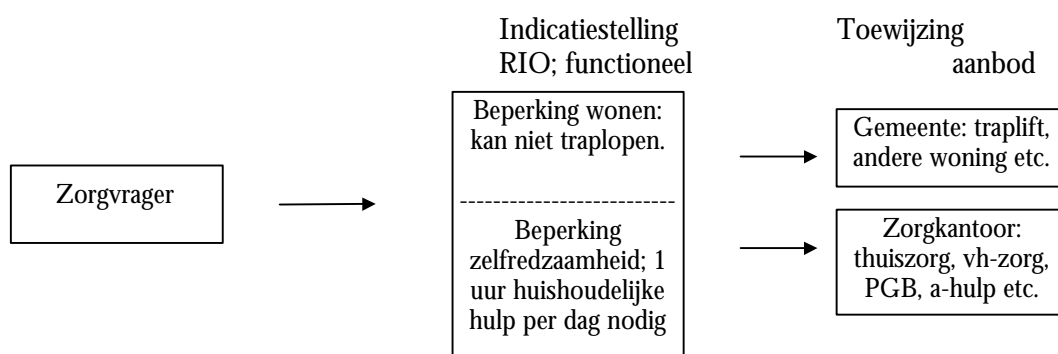 Indicatiestelling
RIO; functioneel
Toewijzing
aanbod
Zorgvrager
Beperking wonen:
kan niet traplopen.
Beperking
zelfredzaamheid; 1
uur huishoudelijke
hulp per dag nodig
Gemeente: traplift,
andere woning etc.
Zorgkantoor:
thuiszorg, vh-zorg,
PGB, a-hulp etc.